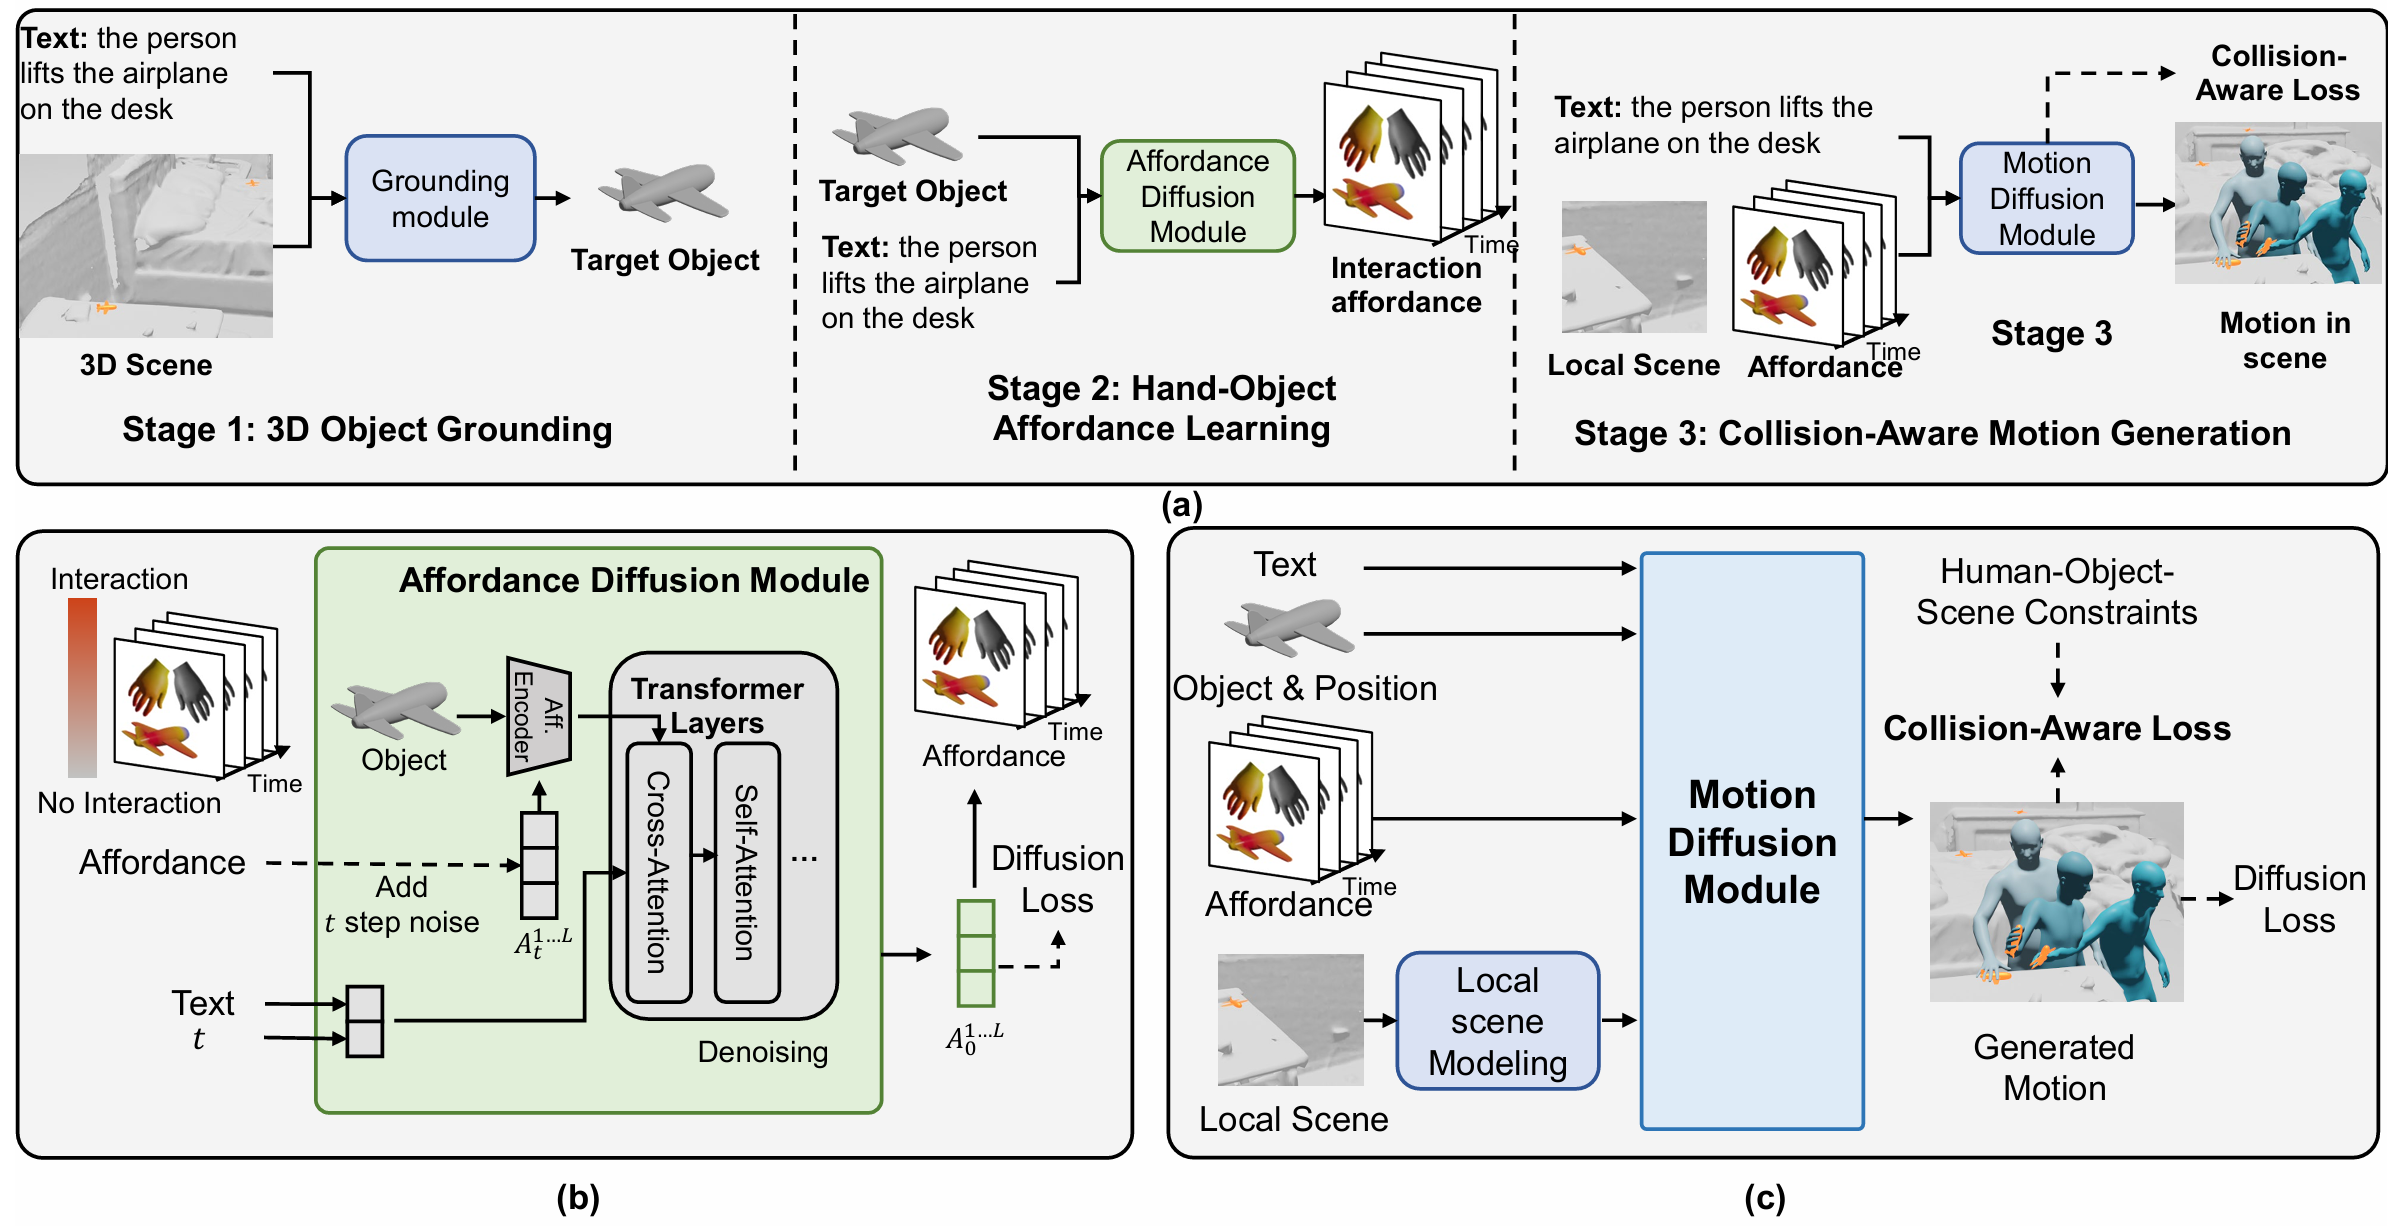 Text: the person
lifts the airplane
on the desk
3D Scene
Grounding
module
Target Object
Stage 1: 3D Object Grounding
Target Object
Text: the person
lifts the airplane
on the desk
Affordance
Diffusion
Module
Time
Interaction
affordance
Stage 2: Hand-Object
Affordance Learning
Text: the person lifts the
airplane on the desk
Local Scene
Time
Affordance
Motion
Diffusion
Module
Stage 3
Collision-
Aware Loss
Motion in
scene
Stage 3: Collision-Aware Motion Generation
(a)
Interaction
No Interaction
Time
Affordance
Add
t step noise
Text
t
Affordance Diffusion Module
Object
Aff.
Encoder
A_t^{1...L}
Transformer
Layers
Cross-Attention
Self-Attention
...
Denoising
Time
Affordance
Diffusion
Loss
A_0^{1...L}
(b)
Text
Object & Position
Time
Affordance
Local Scene
Local
scene
Modeling
Motion
Diffusion
Module
Human-Object-
Scene Constraints
Collision-Aware Loss
Diffusion
Loss
Generated
Motion
(c)